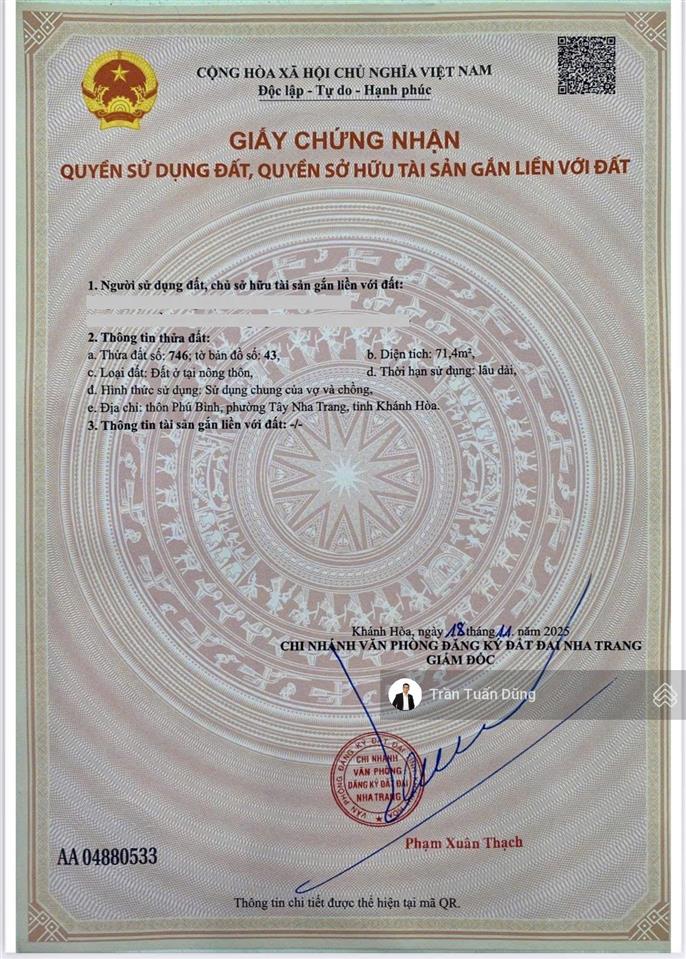 CỘNG HÒA XÃ HỘI CHỦ NGHĨA VIỆT NAM
Độc lập - Tự do - Hạnh phúc
GIẤY CHỨNG NHẬN
QUYỀN SỬ DỤNG ĐẤT, QUYỀN SỞ HỮU TÀI SẢN GẮN LIỀN VỚI ĐẤT
1. Người sử dụng đất, chủ sở hữu tài sản gắn liền với đất:
2. Thông tin thửa đất:
a. Thửa đất số: 746; tờ bản đồ số: 43, b. Diện tích: 71,4m²,
c. Loại đất: Đất ở tại nông thôn, d. Thời hạn sử dụng: lâu dài,
đ. Hình thức sử dụng: Sử dụng chung của vợ và chồng,
e. Địa chỉ: thôn Phú Bình, phường Tây Nha Trang, tỉnh Khánh Hòa.
3. Thông tin tài sản gắn liền với đất: -/-
Khánh Hòa, ngày 18 tháng 11. năm 2025
CHI NHÁNH VĂN PHÒNG ĐĂNG KÝ ĐẤT ĐAI NHA TRANG
GIÁM ĐỐC
Trần Tuấn Dũng
CHI NHÁNH
VĂN PHÒNG
ĐĂNG KÝ ĐẤT ĐAI
NHA TRANG
Phạm Xuân Thạch
AA 04880533
Thông tin chi tiết được thể hiện tại mã QR.